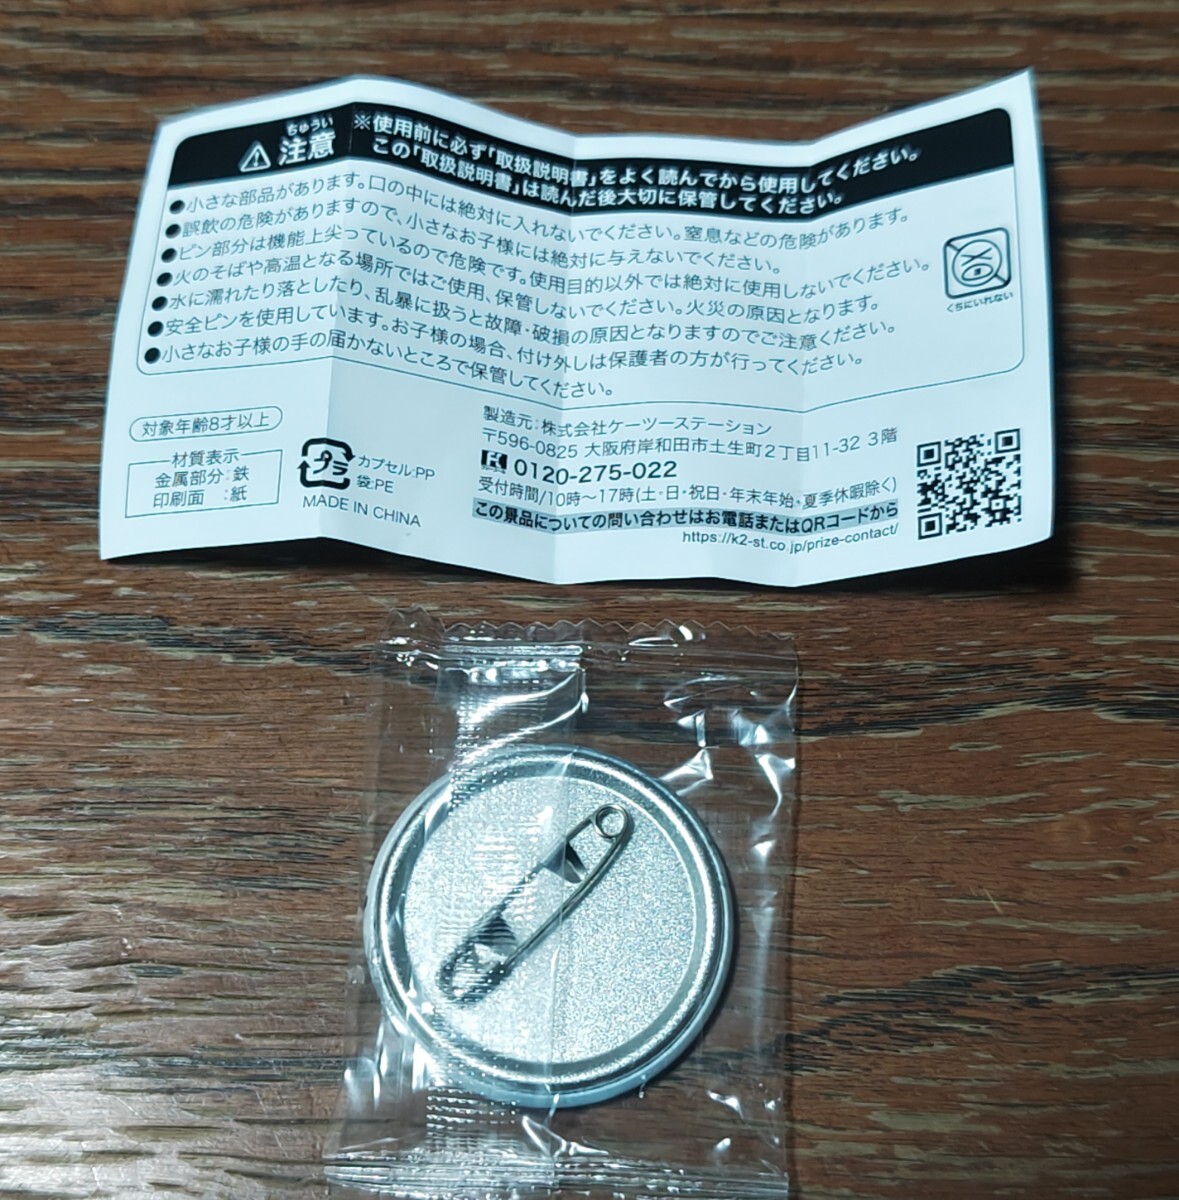 ちゅうい
注意
※使用前に必ず「取扱説明書」をよく読んでから使用してください。
この「取扱説明書」は読んだ後大切に保管してください。
●小さな部品があります。口の中には絶対に入れないでください。窒息などの危険があります。
●誤飲の危険がありますので、小さなお子様には絶対に与えないでください。
●ピン部分は機能上尖っているので危険です。使用目的以外では絶対に使用しないでください。
●火のそばや高温となる場所ではご使用、保管しないでください。火災の原因となります。
●水に濡れたり落としたり、乱暴に扱うと故障・破損の原因となりますのでご注意ください。
●安全ピンを使用しています。お子様の場合、付け外しは保護者の方が行ってください。
●小さなお子様の手の届かないところで保管してください。
くちにいれない
対象年齢8才以上
材質表示
金属部分:鉄
印刷面 :紙
プラ
カプセル:PP
袋:PE
MADE IN CHINA
製造元:株式会社ケーツーステーション
〒596-0825 大阪府岸和田市土生町2丁目11-32 3階
0120-275-022
受付時間/10時～17時(土・日・祝日・年末年始・夏季休暇除く)
この景品についての問い合わせはお電話またはQRコードから
https://k2-st.co.jp/prize-contact/